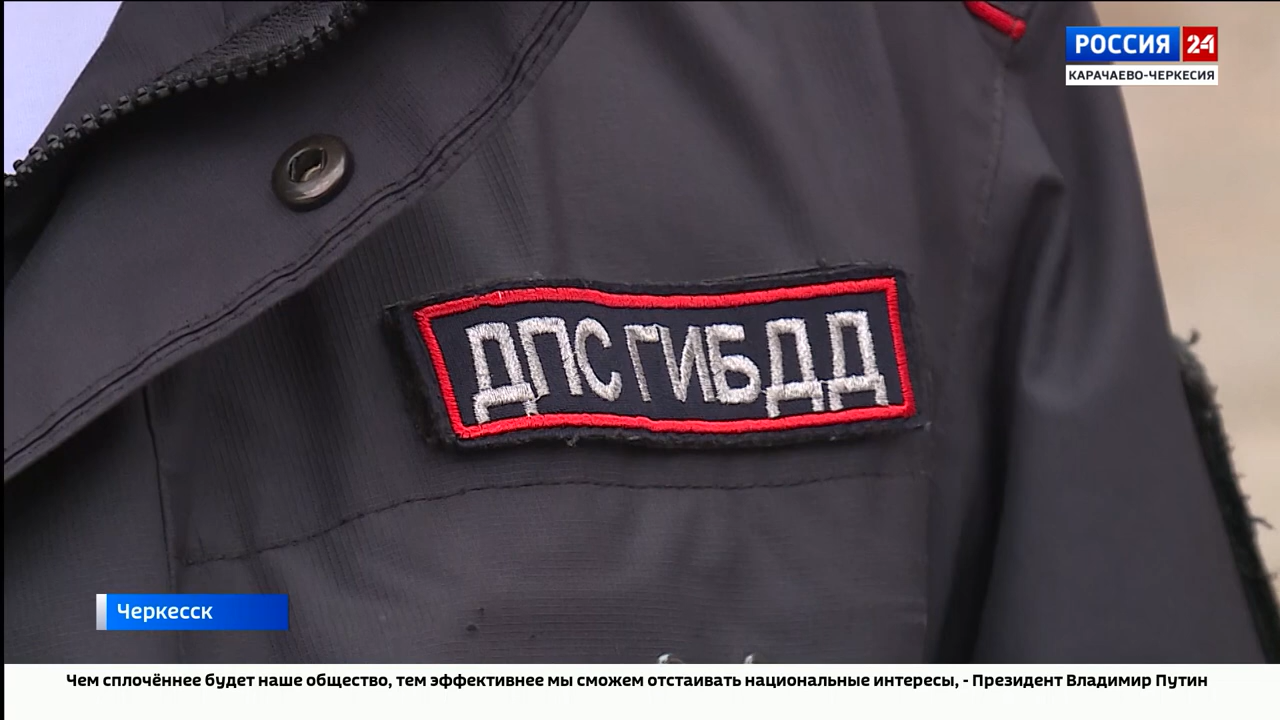 РОССИЯ 24
КАРАЧАЕВО-ЧЕРКЕСИЯ
ДПС ГИБДД
Черкесск
Чем сплочённее будет наше общество, тем эффективнее мы сможем отстаивать национальные интересы, - Президент Владимир Путин